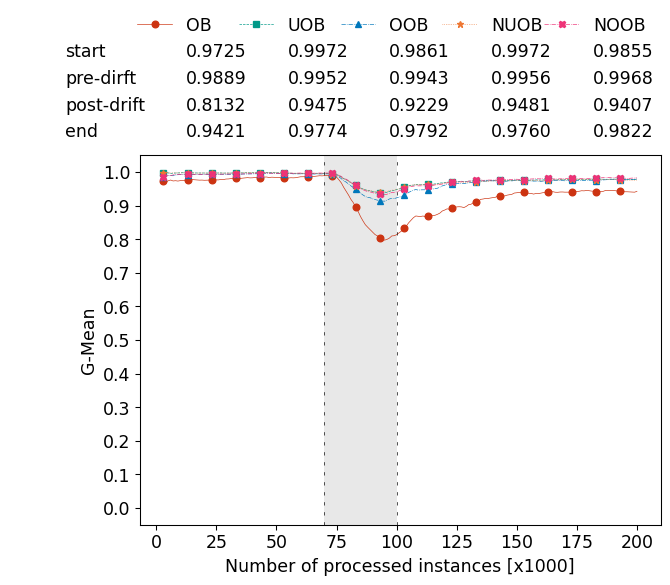 OB UOB OOB NUOB NOOB
start 0.9725 0.9972 0.9861 0.9972 0.9855
pre-dirft 0.9889 0.9952 0.9943 0.9956 0.9968
post-drift 0.8132 0.9475 0.9229 0.9481 0.9407
end 0.9421 0.9774 0.9792 0.9760 0.9822
1.0
0.9
0.8
0.7
0.6
0.5
0.4
0.3
0.2
0.1
0.0
G-Mean
0 25 50 75 100 125 150 175 200
Number of processed instances [x1000]